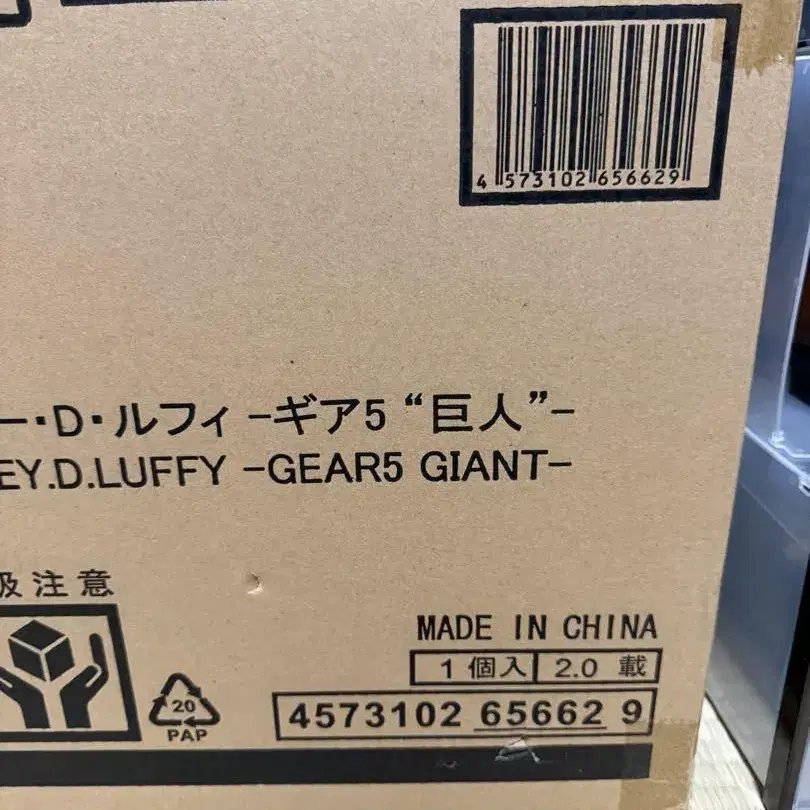 4 573102 656629
ー・D・ルフィ -ギア5 “巨人”-
EY.D.LUFFY -GEAR5 GIANT-
扱注意
MADE IN CHINA
1個入 2.0 載
20
PAP
4573102 65662 9